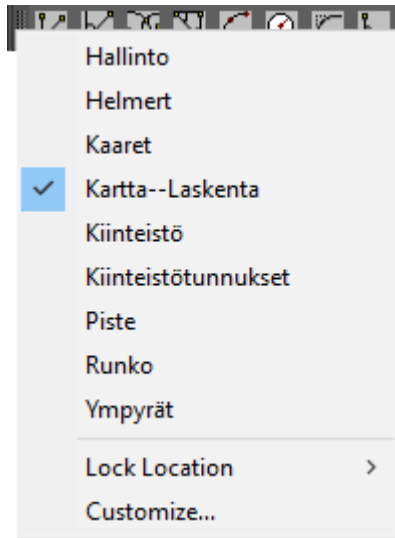 Hallinto
Helmert
Kaaret
Kartta--Laskenta
Kiinteistö
Kiinteistötunnukset
Piste
Runko
Ympyrät
Lock Location
Customize...